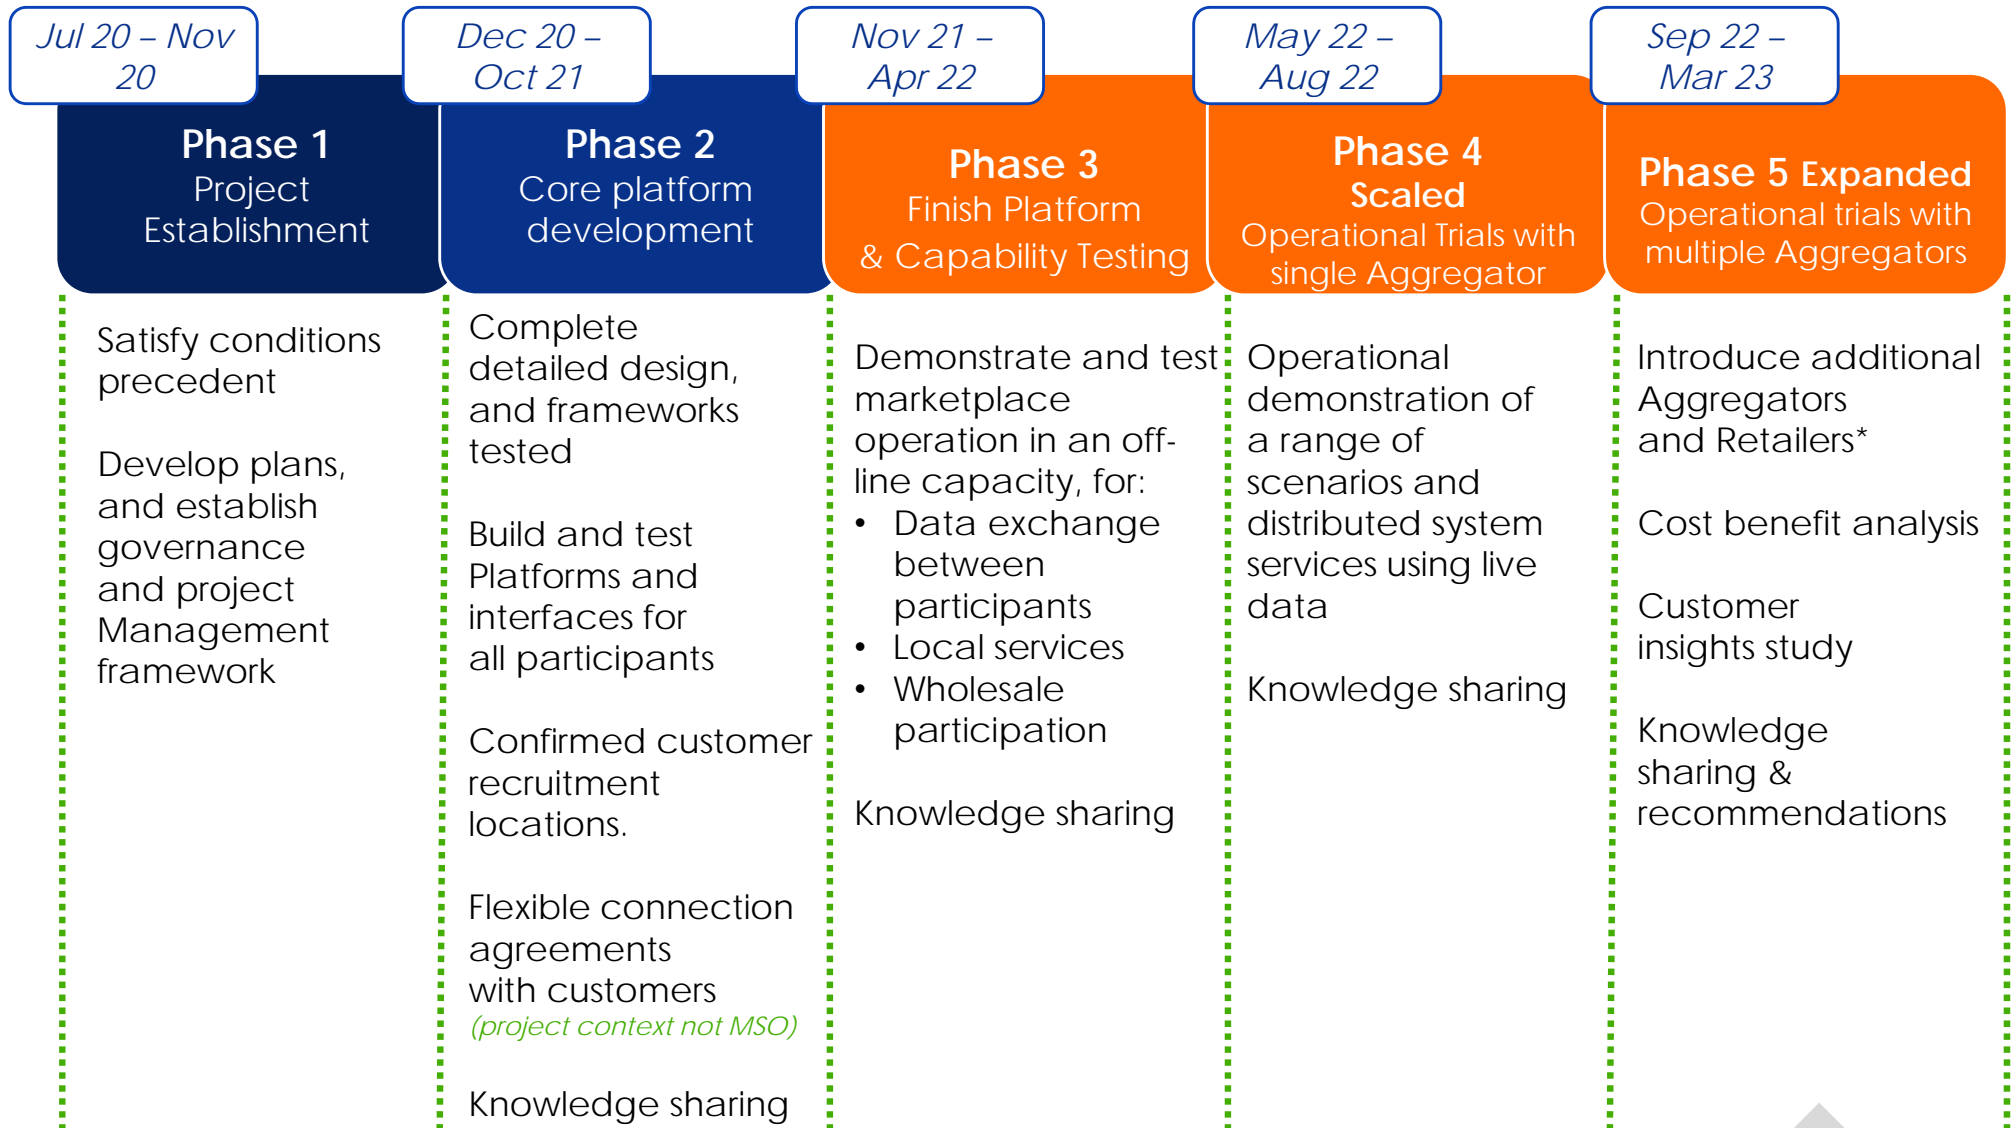 Jul 20 – Nov
20
Phase 1
Project
Establishment
Satisfy conditions
precedent
Develop plans,
and establish
governance
and project
Management
framework
Dec 20 –
Oct 21
Phase 2
Core platform
development
Complete
detailed design,
and frameworks
tested
Build and test
Platforms and
interfaces for
all participants
Confirmed customer
recruitment
locations.
Flexible connection
agreements
with customers
(project context not MSO)
Knowledge sharing
Nov 21 –
Apr 22
Phase 3
Finish Platform
& Capability Testing
Demonstrate and test
marketplace
operation in an off-
line capacity, for:
• Data exchange
between
participants
• Local services
• Wholesale
participation
Knowledge sharing
May 22 –
Aug 22
Phase 4
Scaled
Operational Trials with
single Aggregator
Operational
demonstration of
a range of
scenarios and
distributed system
services using live
data
Knowledge sharing
Sep 22 –
Mar 23
Phase 5 Expanded
Operational trials with
multiple Aggregators
Introduce additional
Aggregators
and Retailers*
Cost benefit analysis
Customer
insights study
Knowledge
sharing &
recommendations